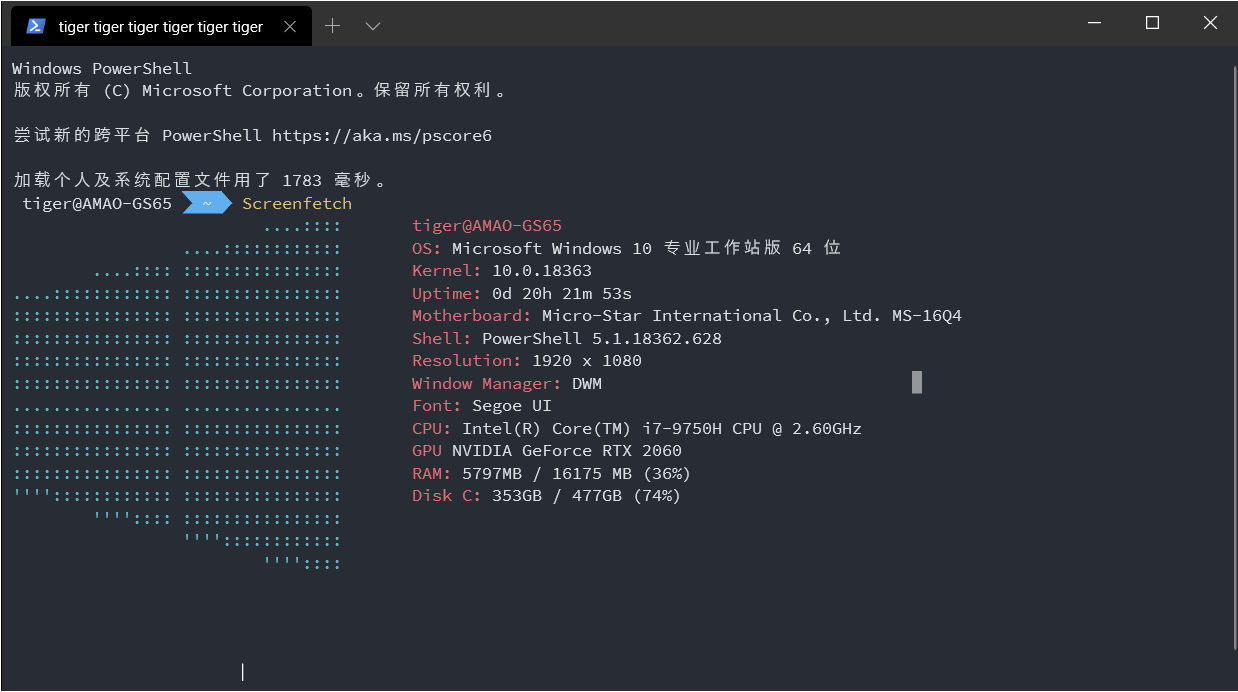 tiger tiger tiger tiger tiger tiger
Windows PowerShell
版权所有 (C) Microsoft Corporation。保留所有权利。
尝试新的跨平台 PowerShell https://aka.ms/pscore6
加载个人及系统配置文件用了 1783 毫秒。
tiger@AMAO-GS65 ~ Screenfetch
tiger@AMAO-GS65
OS: Microsoft Windows 10 专业工作站版 64 位
Kernel: 10.0.18363
Uptime: 0d 20h 21m 53s
Motherboard: Micro-Star International Co., Ltd. MS-16Q4
Shell: PowerShell 5.1.18362.628
Resolution: 1920 x 1080
Window Manager: DWM
Font: Segoe UI
CPU: Intel(R) Core(TM) i7-9750H CPU @ 2.60GHz
GPU NVIDIA GeForce RTX 2060
RAM: 5797MB / 16175 MB (36%)
Disk C: 353GB / 477GB (74%)